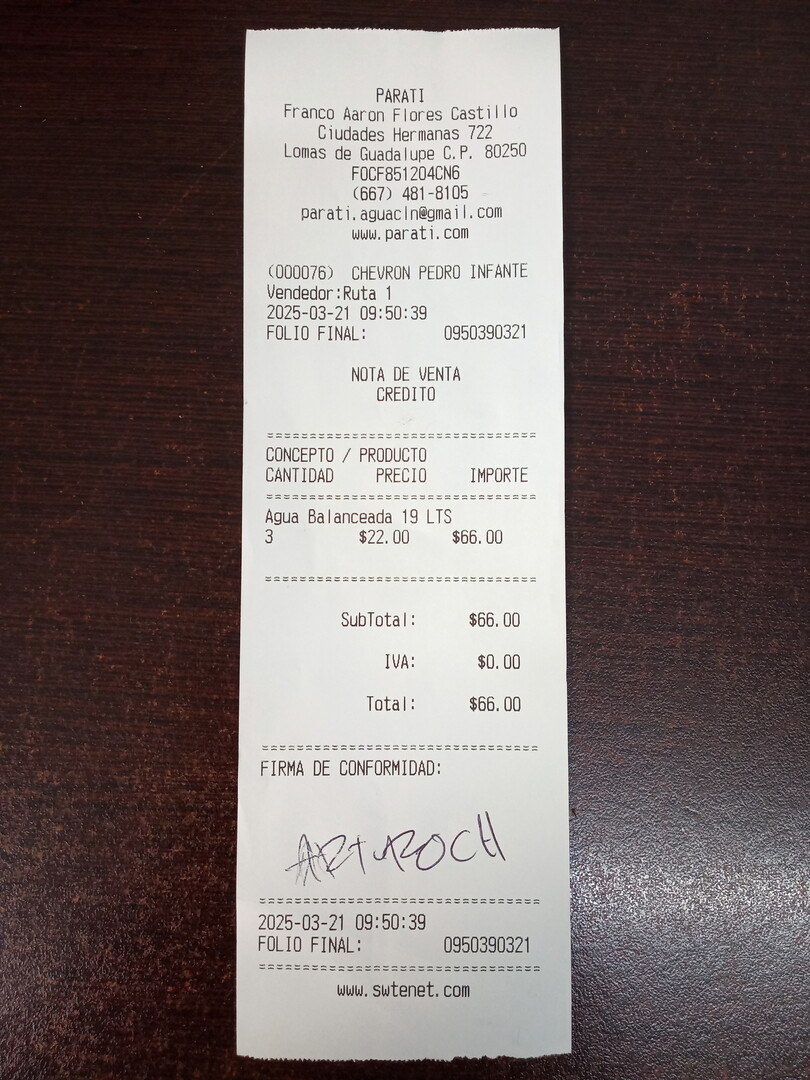 PARATI
Franco Aaron Flores Castillo
Ciudades Hermanas 722
Lomas de Guadalupe C.P. 80250
FOCF851204CN6
(667) 481-8105
parati.aguacln@gmail.com
www.parati.com
(000076) CHEVRON PEDRO INFANTE
Vendedor:Ruta 1
2025-03-21 09:50:39
FOLIO FINAL: 0950390321
NOTA DE VENTA
CREDITO
===============================
CONCEPTO / PRODUCTO
CANTIDAD PRECIO IMPORTE
===============================
Agua Balanceada 19 LTS
3 $22.00 $66.00
===============================
SubTotal: $66.00
IVA: $0.00
Total: $66.00
===============================
FIRMA DE CONFORMIDAD:
ARTUROCH
===============================
2025-03-21 09:50:39
FOLIO FINAL: 0950390321
===============================
www.swtenet.com